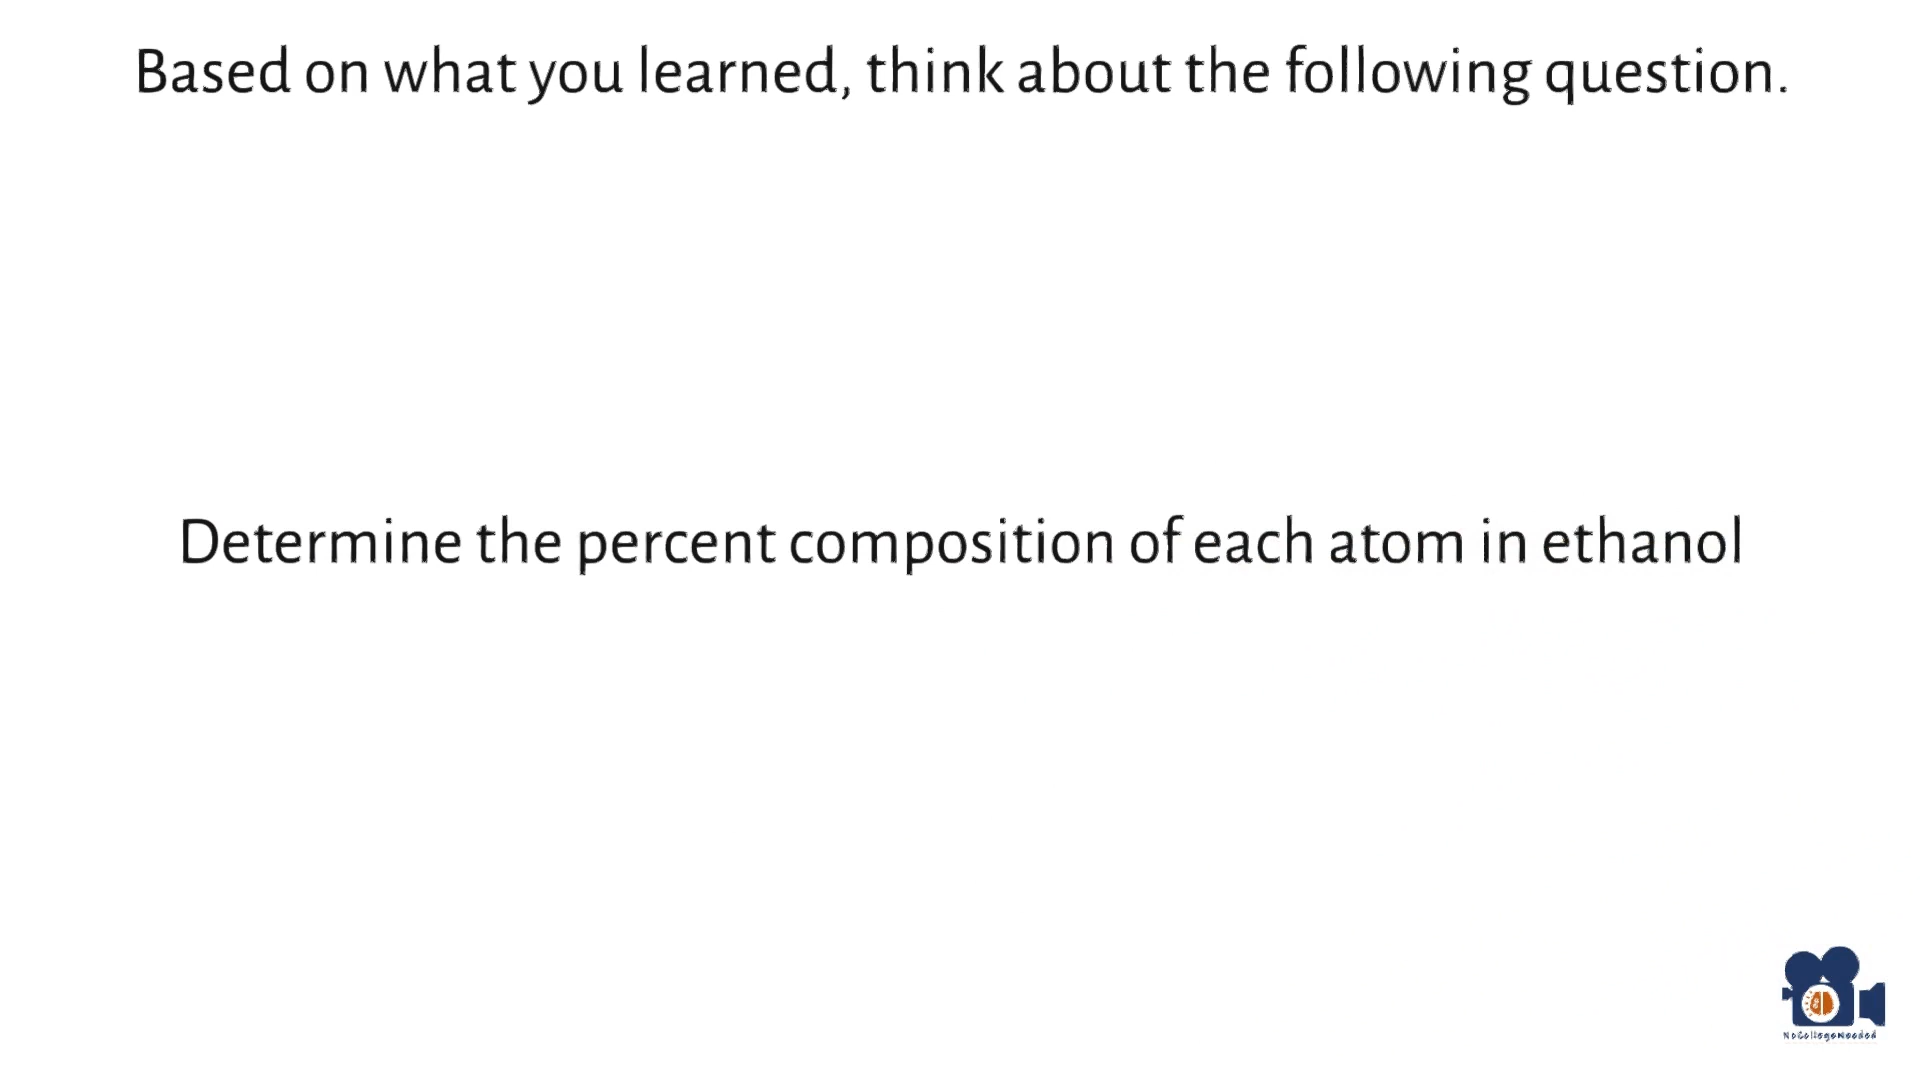 Based on what you learned, think about the following question.
Determine the percent composition of each atom in ethanol
NoCollegeNeeded